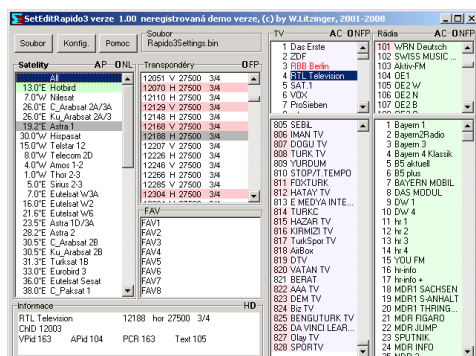 SetEditRapido3 verze 1.00 neregistrovaná demo verze, (c) by W.Litzinger, 2001-2008
Soubor
Konfig.
Pomoc
Soubor
Rapido3Settings.bin
Satelity AP ONL
All
13.0°E Hotbird
7.0°W Nilesat
26.0°E C_Arabsat 2A/3A
26.0°E Ku_Arabsat 2A/3
19.2°E Astra 1
30.0°W Hispasat
15.0°W Telstar 12
8.0°W Telecom 2D
4.0°W Amos 1-2
1.0°W Thor 2-3
5.0°E Sirius 2-3
7.0°E Eutelsat W3A
16.0°E Eutelsat W2
21.6°E Eutelsat W6
23.5°E Astra 1D/3A
28.2°E Astra 2
30.5°E C_Arabsat 2B
30.5°E Ku_Arabsat 2B
31.3°E Turksat 1B
33.0°E Eurobird 3
36.0°E Eutelsat Sesat
38.0°E C_Paksat 1
Transpondéry OFP
12051 V 27500 3/4
12070 H 27500 3/4
12110 H 27500 3/4
12129 V 27500 3/4
12148 H 27500 3/4
12168 V 27500 3/4
12188 H 27500 3/4
12207 V 27500 3/4
12226 H 27500 3/4
12246 V 27500 3/4
12266 H 27500 3/4
12285 V 27500 3/4
12304 H 27500 3/4
FAV
FAV1
FAV2
FAV3
FAV4
FAV5
FAV6
FAV7
FAV8
Informace HD
RTL Television 12188 hor 27500 3/4
ChID 12003
VPid 163 APid 104 PCR 163 Text 105
TV AC ONFP
1 Das Erste
2 ZDF
3 RBB Berlin
4 RTL Television
5 SAT.1
6 VOX
7 ProSieben
805 SEBİL
806 IMAN TV
807 DOGU TV
808 TURK TV
809 YURDUM
810 STOP/T.TEMPO
811 FOXTURK
812 HATAY TV
813 E MEDYA INTE...
814 TURKC
815 HAZAR TV
816 KIRMIZI TV
817 TurkSpor TV
818 AirBox
819 DTV
820 VATAN TV
821 BERAT
822 AAA TV
823 DEM TV
824 Biz TV
825 BENGUTURK TV
826 DA VINCI LEAR...
827 Olay TV
828 SPORTV
Rádia AC ONFP
101 WRN Deutsch
102 SWISS MUSIC ...
103 Aktiv-FM
104 OE1
105 OE2 W
106 OE2 N
107 OE2 B
1 Bayern 1
2 Bayern2Radio
3 Bayern 3
4 Bayern 4 Klassik
5 B5 aktuell
6 B5 plus
7 BAYERN MOBIL
8 DAS MODUL
9 DW 1
10 DW 4
11 hr 1
12 hr 2
13 hr 3
14 hr 4
15 YOU FM
16 hr-info
17 hr-info +
18 MDR1 SACHSEN
19 MDR1 S-ANHALT
20 MDR1 THRING...
21 MDR FIGARO
22 MDR JUMP
23 SPUTNIK
24 MDR INFO